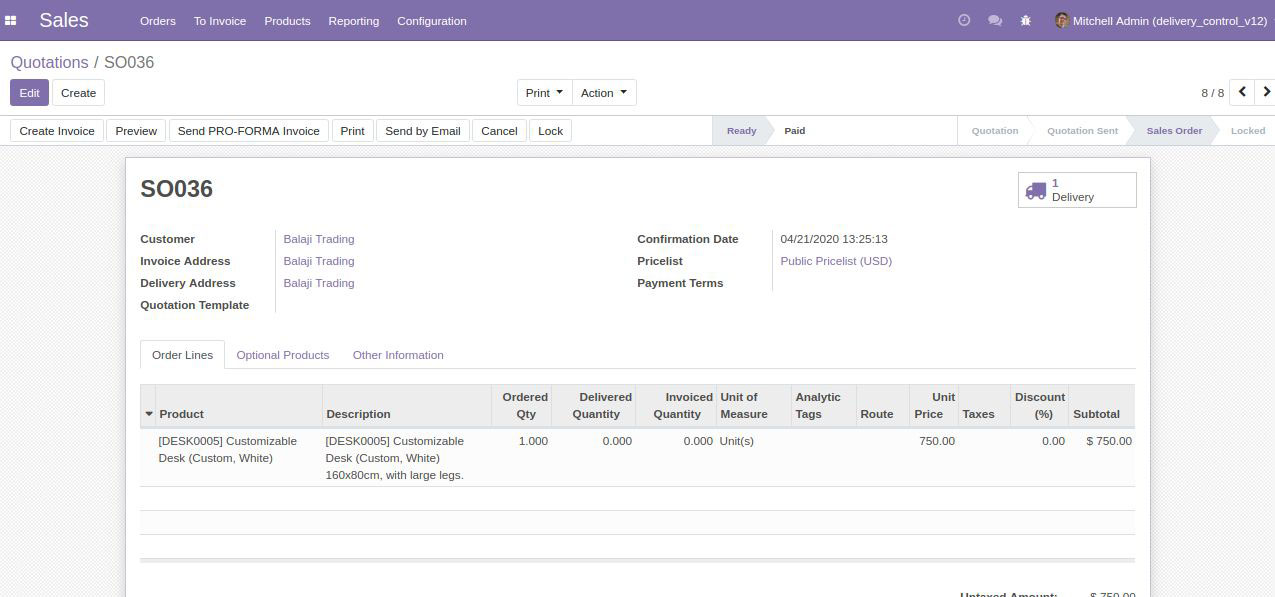 Sales Orders To Invoice Products Reporting Configuration Mitchell Admin (delivery_control_v12)
Quotations / SO036
Edit Create Print Action 8 / 8
Create Invoice Preview Send PRO-FORMA Invoice Print Send by Email Cancel Lock Ready Paid Quotation Quotation Sent Sales Order Locked
SO036
1
Delivery
Customer Balaji Trading
Invoice Address Balaji Trading
Delivery Address Balaji Trading
Quotation Template
Confirmation Date 04/21/2020 13:25:13
Pricelist Public Pricelist (USD)
Payment Terms
Order Lines Optional Products Other Information
Ordered Delivered Invoiced Unit of Analytic Unit Discount
Product Description Qty Quantity Quantity Measure Tags Route Price Taxes (%) Subtotal
[DESK0005] Customizable [DESK0005] Customizable 1.000 0.000 0.000 Unit(s) 750.00 0.00 $ 750.00
Desk (Custom, White) Desk (Custom, White)
160x80cm, with large legs.
Untaxed Amount: $ 750.00